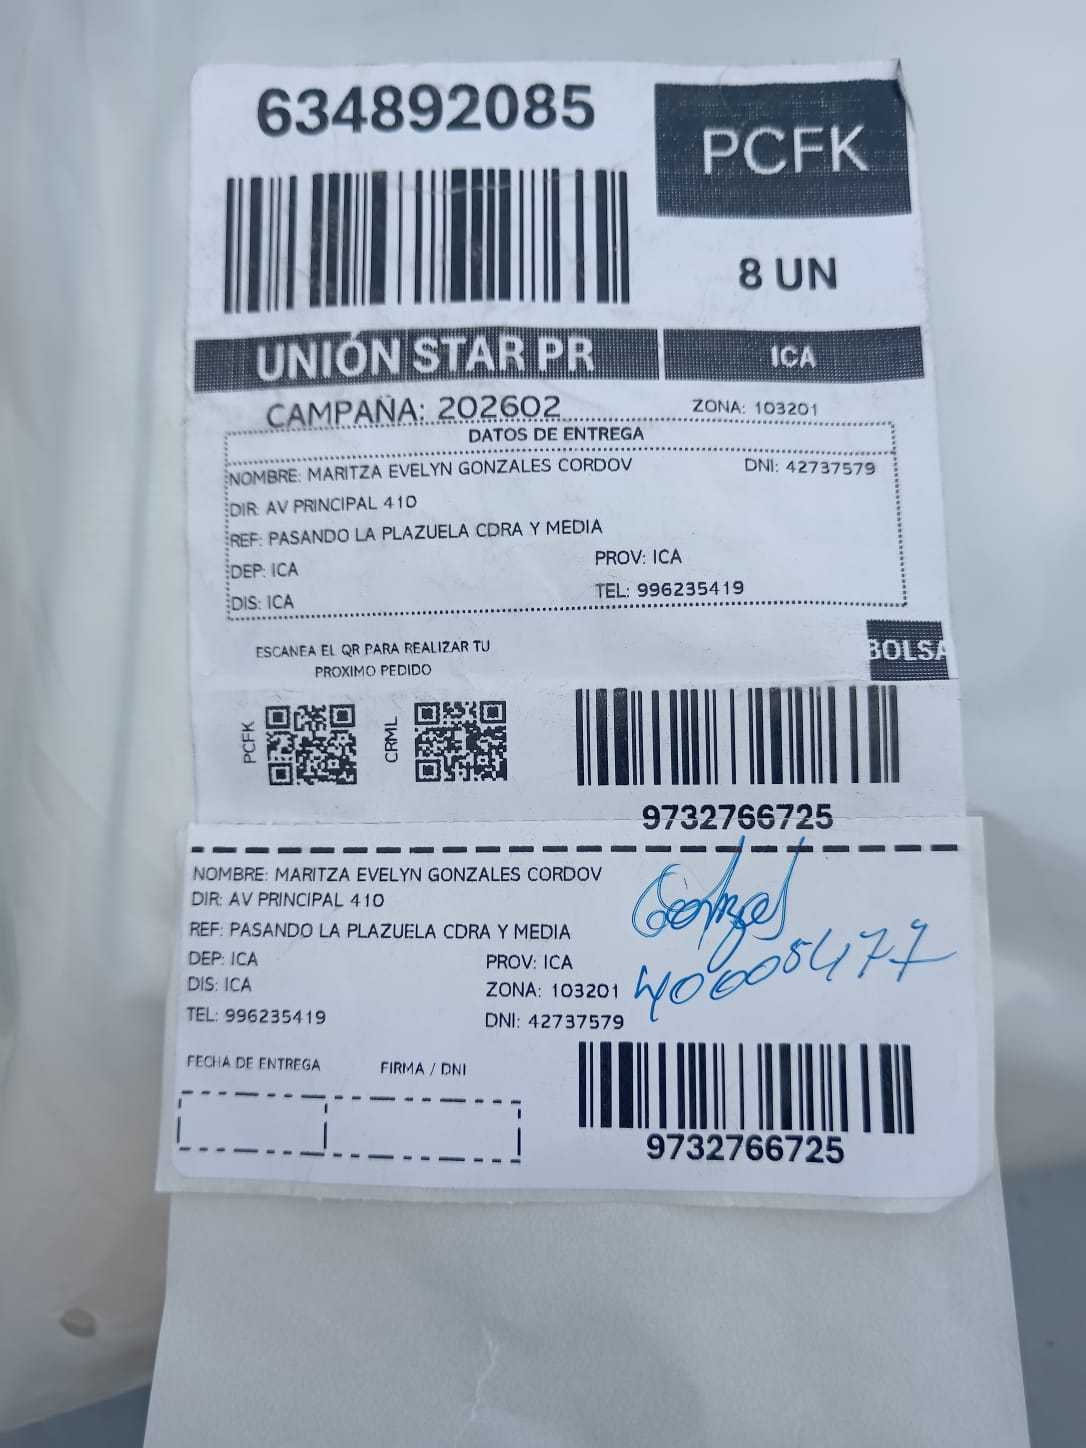 634892085
PCFK
8 UN
UNIÓN STAR PR
ICA
CAMPAÑA: 202602
ZONA: 103201
DATOS DE ENTREGA
NOMBRE: MARITZA EVELYN GONZALES CORDOV
DNI: 42737579
DIR: AV PRINCIPAL 410
REF: PASANDO LA PLAZUELA CDRA Y MEDIA
DEP: ICA
PROV: ICA
DIS: ICA
TEL: 996235419
ESCANEA EL QR PARA REALIZAR TU
PROXIMO PEDIDO
BOLSA
PCFK
CRML
9732766725
NOMBRE: MARITZA EVELYN GONZALES CORDOV
DIR: AV PRINCIPAL 410
REF: PASANDO LA PLAZUELA CDRA Y MEDIA
DEP: ICA
PROV: ICA
DIS: ICA
ZONA: 103201
40005477
TEL: 996235419
DNI: 42737579
FECHA DE ENTREGA
FIRMA / DNI
9732766725